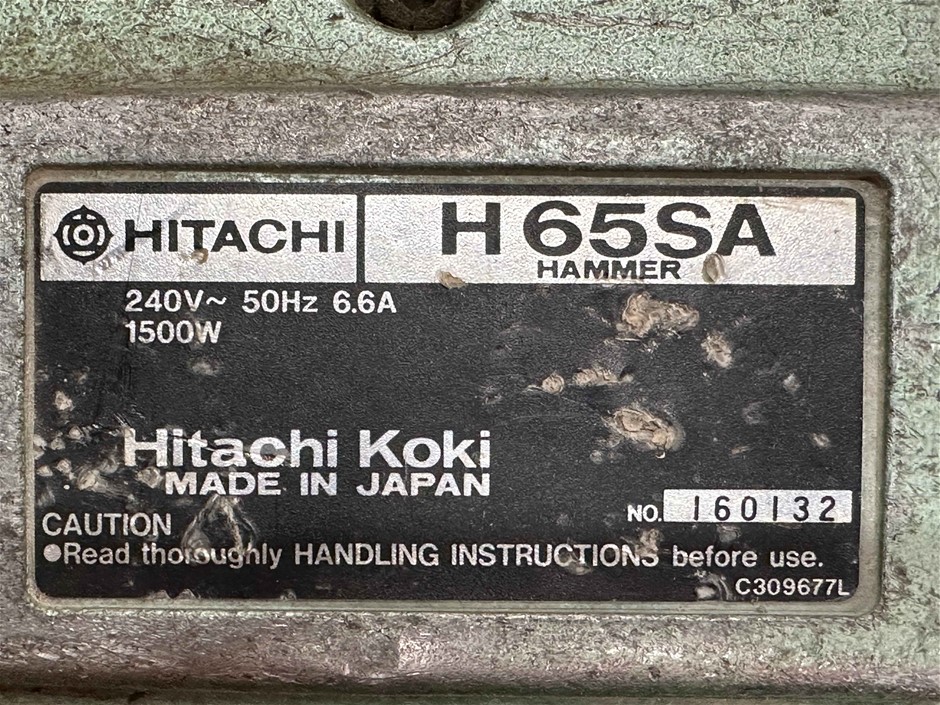 HITACHI
H 65SA
HAMMER
240V~ 50Hz 6.6A
1500W
Hitachi Koki
MADE IN JAPAN
NO. 160132
CAUTION
●Read thoroughly HANDLING INSTRUCTIONS before use.
C309677L